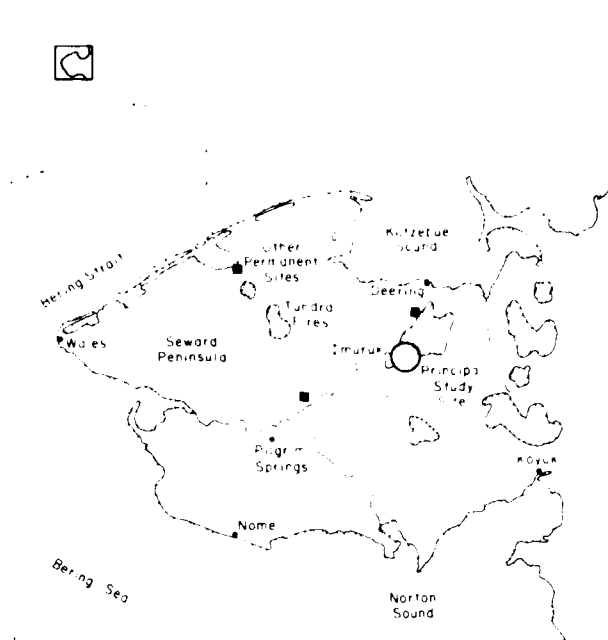 Bering Strait
Kotzebue
Sound
Other
Permanent
Sites
Deering
Tundra
Fires
Wales
Seward
Peninsula
Imuruk
Principal
Study
Site
Pilgrim
Springs
Koyuk
Nome
Bering Sea
Norton
Sound